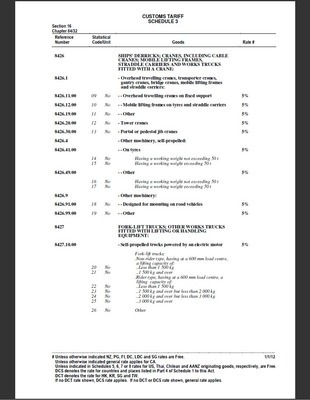 CUSTOMS TARIFF
SCHEDULE 3
Section 16
Chapter 84/32
Reference Number Statistical Code/Unit Goods Rate #
8426 SHIPS' DERRICKS; CRANES, INCLUDING CABLE
CRANES; MOBILE LIFTING FRAMES,
STRADDLE CARRIERS AND WORKS TRUCKS
FITTED WITH A CRANE:
8426.1 - Overhead travelling cranes, transporter cranes,
gantry cranes, bridge cranes, mobile lifting frames
and straddle carriers:
8426.11.00 09 No -- Overhead travelling cranes on fixed support 5%
8426.12.00 10 No -- Mobile lifting frames on tyres and straddle carriers 5%
8426.19.00 11 No -- Other 5%
8426.20.00 12 No - Tower cranes 5%
8426.30.00 13 No - Portal or pedestal jib cranes 5%
8426.4 - Other machinery, self-propelled:
8426.41.00 -- On tyres 5%
14 No Having a working weight not exceeding 50 t
15 No Having a working weight exceeding 50 t
8426.49.00 -- Other 5%
16 No Having a working weight not exceeding 50 t
17 No Having a working weight exceeding 50 t
8426.9 - Other machinery:
8426.91.00 18 No -- Designed for mounting on road vehicles 5%
8426.99.00 19 No -- Other 5%
8427 FORK-LIFT TRUCKS; OTHER WORKS TRUCKS
FITTED WITH LIFTING OR HANDLING
EQUIPMENT:
8427.10.00 - Self-propelled trucks powered by an electric motor 5%
Fork-lift trucks:
.Non-rider type, having at a 600 mm load centre,
a lifting capacity of:
20 No ..Less than 1 500 kg
21 No ..1 500 kg and over
.Rider type, having at a 600 mm load centre, a
lifting capacity of:
22 No ..Less than 1 500 kg
23 No ..1 500 kg and over but less than 2 000 kg
24 No ..2 000 kg and over but less than 3 000 kg
25 No ..3 000 kg and over
26 No Other
# Unless otherwise indicated NZ, PG, FI, DC, LDC and SG rates are Free. 1/1/12
Unless otherwise indicated general rate applies for CA.
Unless indicated in Schedules 5, 6, 7 or 8 rates for US, Thai, Chilean and AANZ originating goods, respectively, are Free.
DCS denotes the rate for countries and places listed in Part 4 of Schedule 1 to this Act.
DCT denotes the rate for HK, KR, SG and TW.
If no DCT rate shown, DCS rate applies. If no DCT or DCS rate shown, general rate applies.